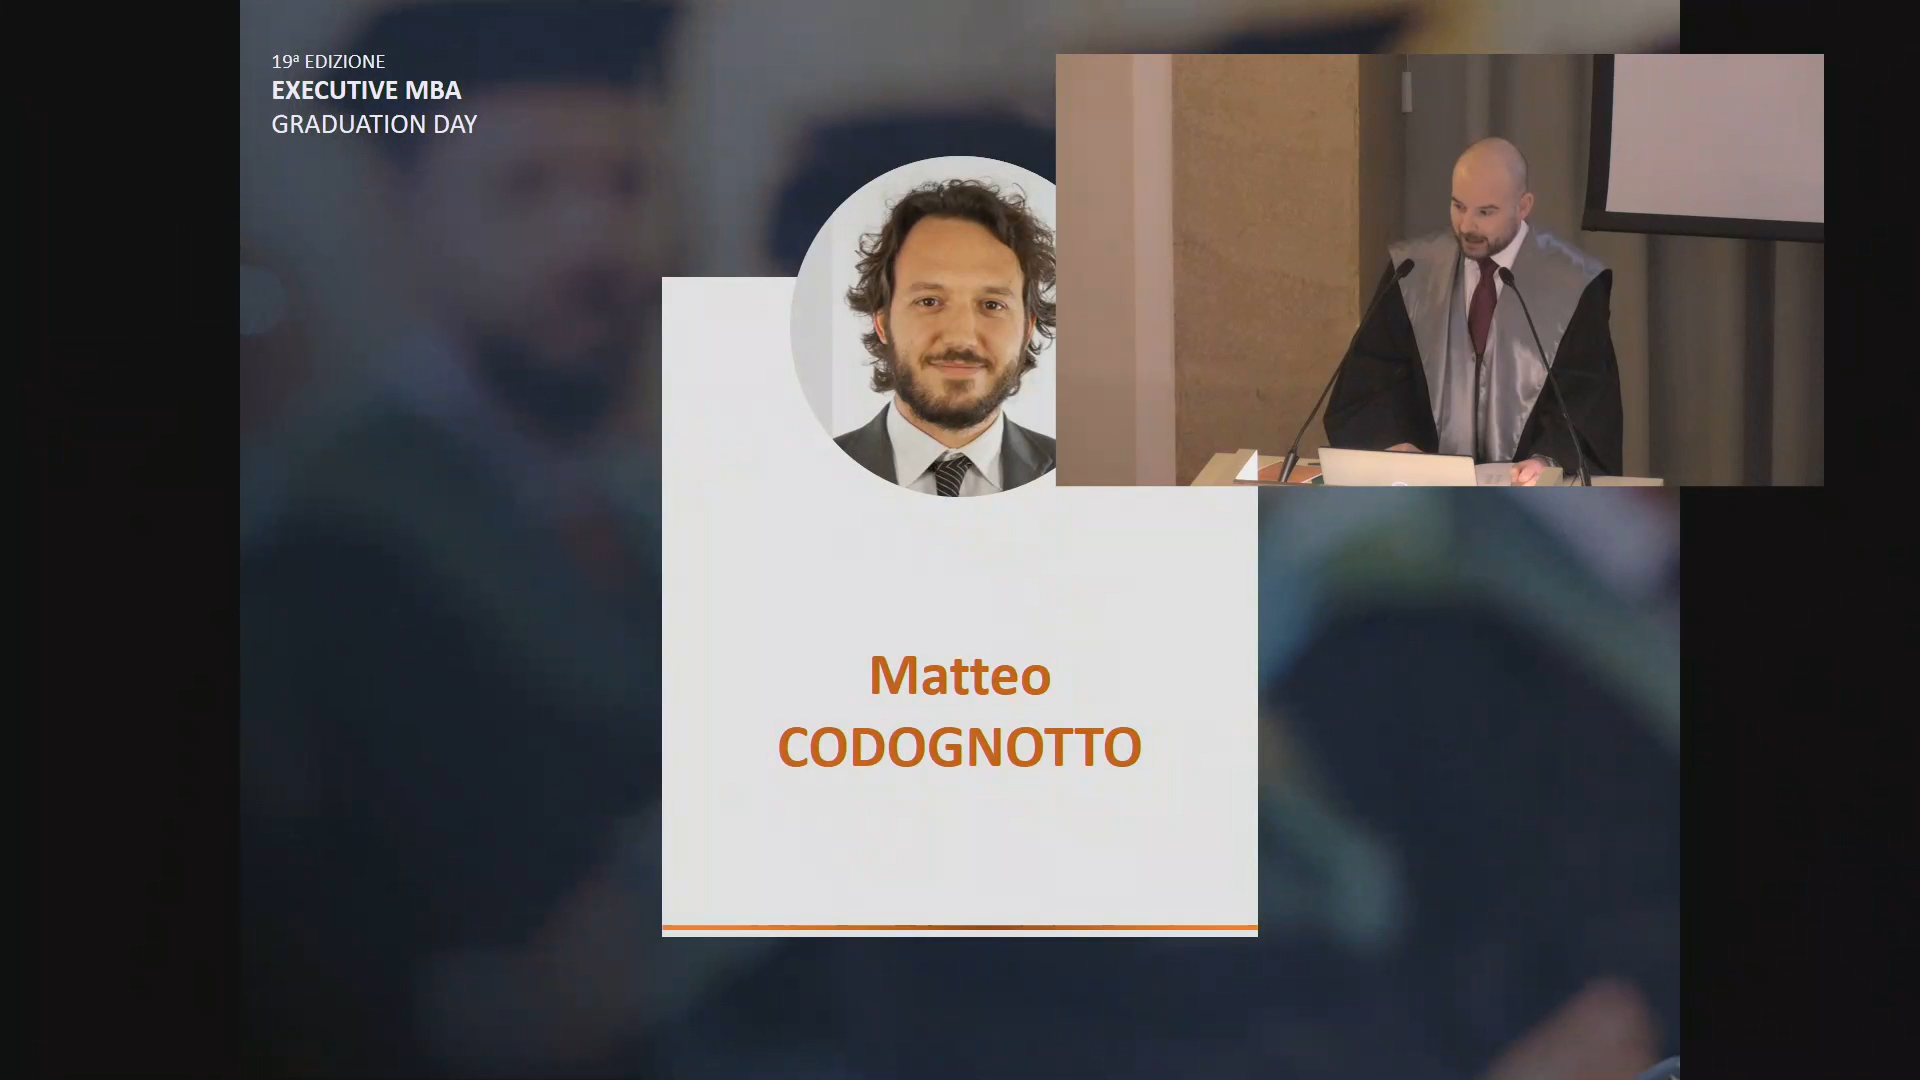 19ª EDIZIONE
EXECUTIVE MBA
GRADUATION DAY
Matteo
CODOGNOTTO